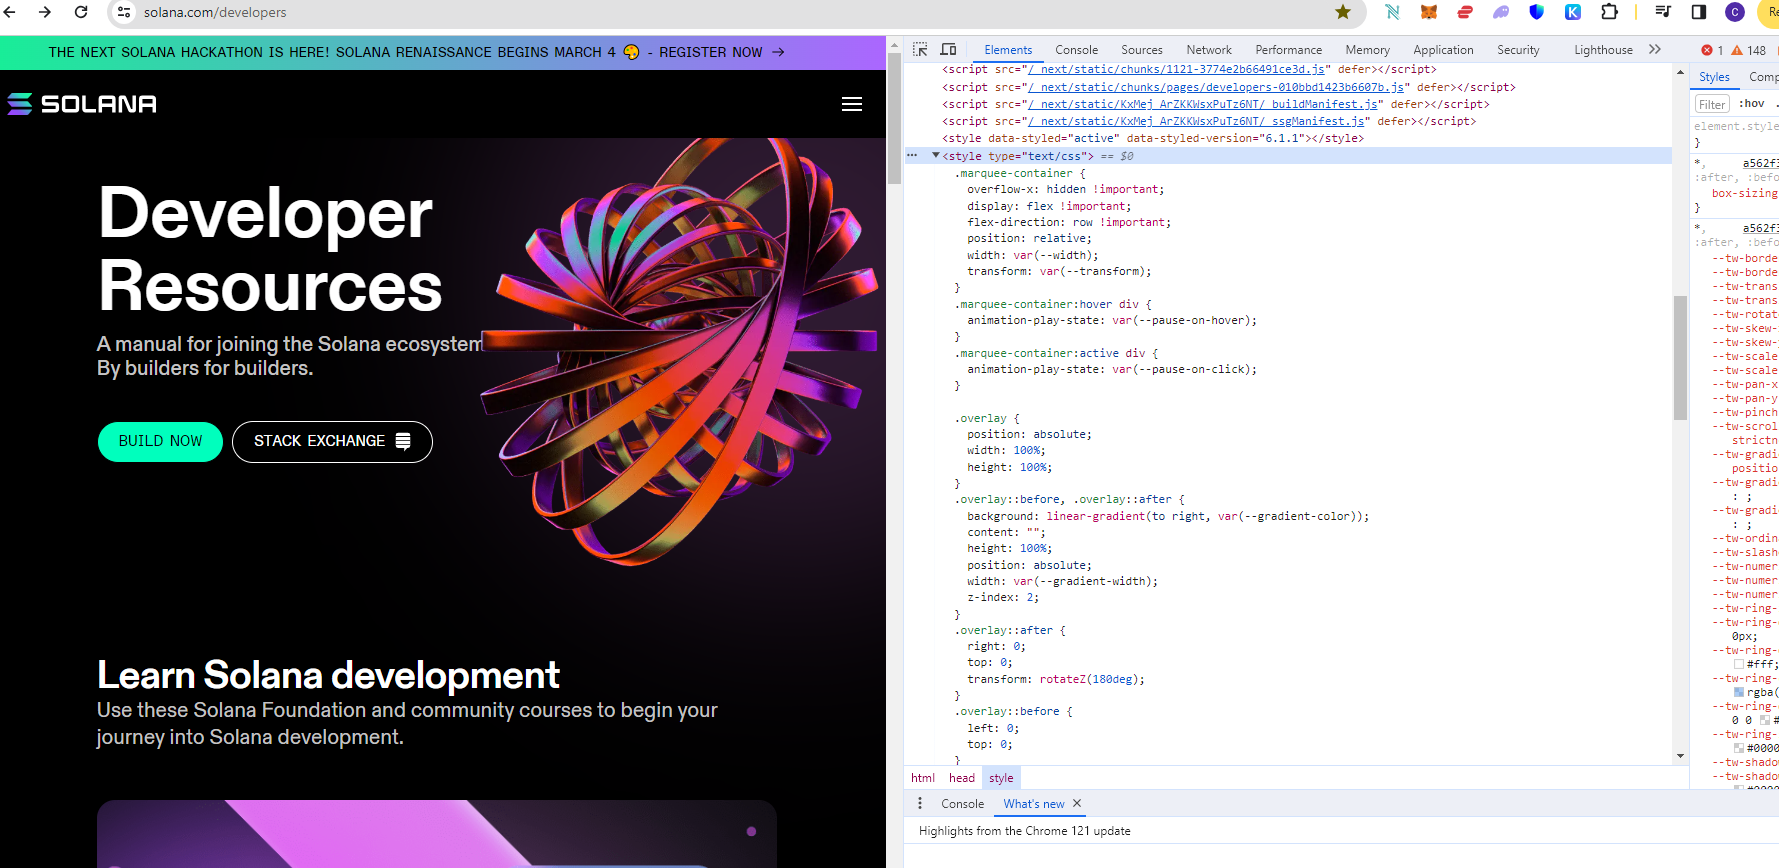 solana.com/developers
C
Re
THE NEXT SOLANA HACKATHON IS HERE! SOLANA RENAISSANCE BEGINS MARCH 4 🎨 - REGISTER NOW →
SOLANA
Developer
Resources
A manual for joining the Solana ecosystem
By builders for builders.
BUILD NOW
STACK EXCHANGE
Learn Solana development
Use these Solana Foundation and community courses to begin your
journey into Solana development.
Elements Console Sources Network Performance Memory Application Security Lighthouse 1 148
<script src="/_next/static/chunks/1121-3774e2b66491ce3d.js" defer></script>
<script src="/_next/static/chunks/pages/developers-010bbd1423b6607b.js" defer></script>
<script src="/_next/static/KxMej_ArZKKWsxPuTz6NT/_buildManifest.js" defer></script>
<script src="/_next/static/KxMej_ArZKKWsxPuTz6NT/_ssgManifest.js" defer></script>
<style data-styled="active" data-styled-version="6.1.1"></style>
<style type="text/css"> == $0
.marquee-container {
overflow-x: hidden !important;
display: flex !important;
flex-direction: row !important;
position: relative;
width: var(--width);
transform: var(--transform);
}
.marquee-container:hover div {
animation-play-state: var(--pause-on-hover);
}
.marquee-container:active div {
animation-play-state: var(--pause-on-click);
}
.overlay {
position: absolute;
width: 100%;
height: 100%;
}
.overlay::before, .overlay::after {
background: linear-gradient(to right, var(--gradient-color));
content: "";
height: 100%;
position: absolute;
width: var(--gradient-width);
z-index: 2;
}
.overlay::after {
right: 0;
top: 0;
transform: rotateZ(180deg);
}
.overlay::before {
left: 0;
top: 0;
}
html head style
Console What's new
Highlights from the Chrome 121 update
Styles Comp
Filter :hov .
element.style
}
*, a562f3
:after, :befo
box-sizing
}
*, a562f3
:after, :befo
--tw-borde
--tw-borde
--tw-trans
--tw-trans
--tw-rotat
--tw-skew-
--tw-skew-
--tw-scale
--tw-scale
--tw-pan-x
--tw-pan-y
--tw-pinch
--tw-scrol
strictn
--tw-gradi
positio
--tw-gradi
: ;
--tw-gradi
: ;
--tw-ordin
--tw-slash
--tw-numer
--tw-numer
--tw-numer
--tw-ring-
--tw-ring-
0px;
--tw-ring-
#fff;
--tw-ring-
rgba(
--tw-ring-
0 0 #
--tw-ring-
#0000
--tw-shado
--tw-shado